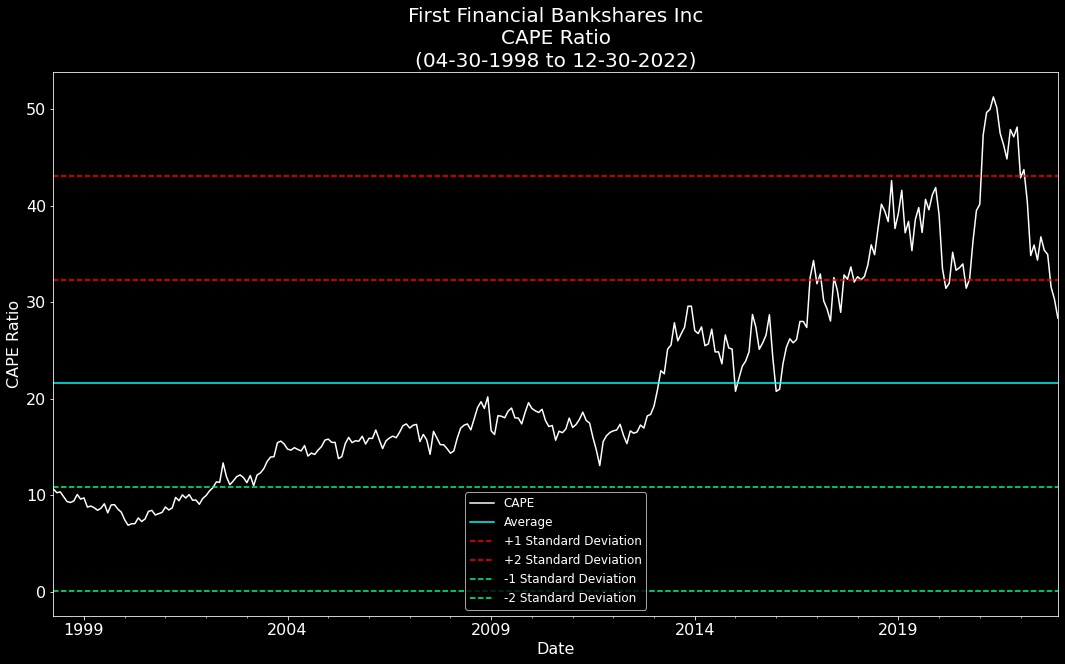 First Financial Bankshares Inc
CAPE Ratio
(04-30-1998 to 12-30-2022)
50
40
30
20
10
0
CAPE Ratio
CAPE
Average
+1 Standard Deviation
+2 Standard Deviation
-1 Standard Deviation
-2 Standard Deviation
1999 2004 2009 2014 2019
Date